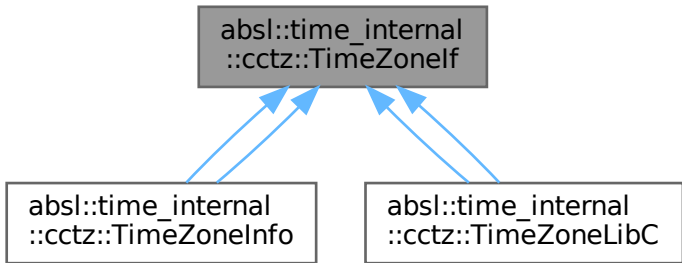 absl::time_internal
::cctz::TimeZoneIf
absl::time_internal
::cctz::TimeZoneInfo
absl::time_internal
::cctz::TimeZoneLibC